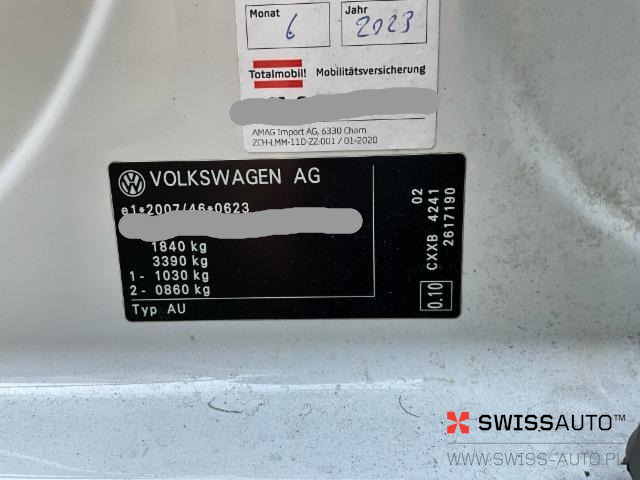 Monat Jahr
6 2023
Totalmobil! Mobilitätsversicherung
AMAG Import AG, 6330 Cham
ZCH-LMM-11D-ZZ-001 / 01-2020
VOLKSWAGEN AG
e1*2007/46*0623
1840 kg
3390 kg
1- 1030 kg
2- 0860 kg
Typ AU
0.10
02
CXXB 4241
2617190
SWISSAUTO™
WWW.SWISS-AUTO.PL